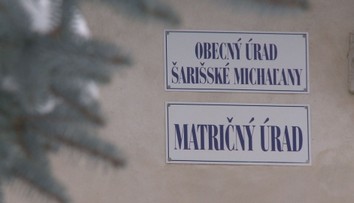 OBECNÝ ÚRAD
ŠARIŠSKÉ MICHAĽANY
MATRIČNÝ ÚRAD